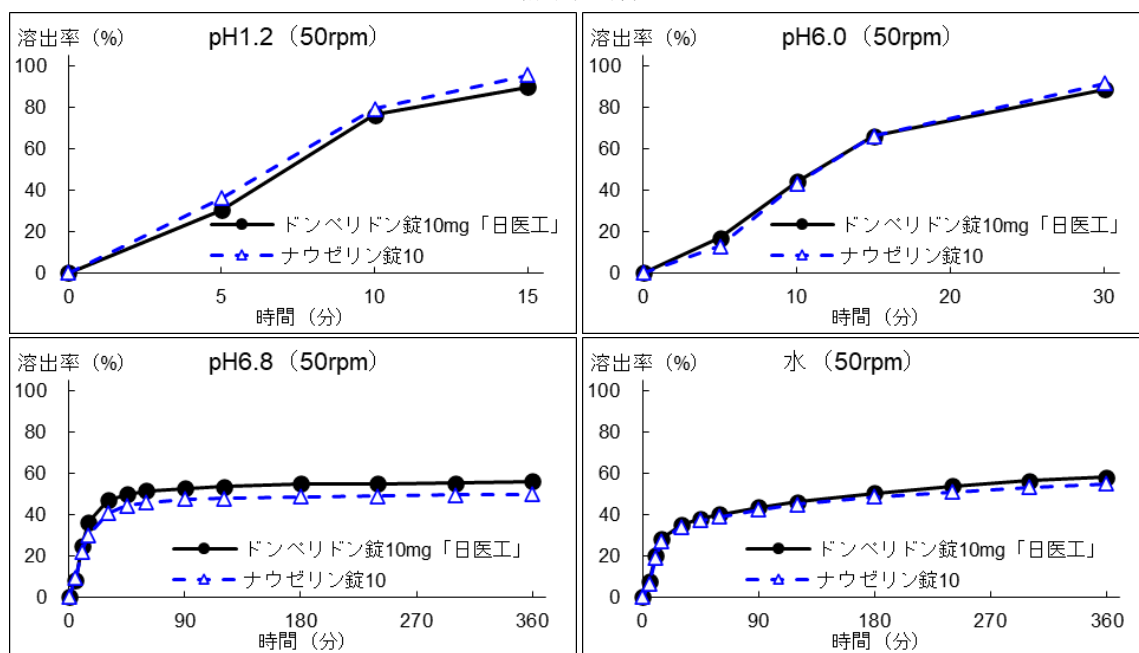 溶出率 (%)
pH1.2 (50rpm)
100
80
60
40
20
0
ドンペリドン錠10mg「日医工」
ナウゼリン錠10
0 5 10 15
時間 (分)
溶出率 (%)
pH6.0 (50rpm)
100
80
60
40
20
0
ドンペリドン錠10mg「日医工」
ナウゼリン錠10
0 10 20 30
時間 (分)
溶出率 (%)
pH6.8 (50rpm)
100
80
60
40
20
0
ドンペリドン錠10mg「日医工」
ナウゼリン錠10
0 90 180 270 360
時間 (分)
溶出率 (%)
水 (50rpm)
100
80
60
40
20
0
ドンペリドン錠10mg「日医工」
ナウゼリン錠10
0 90 180 270 360
時間 (分)